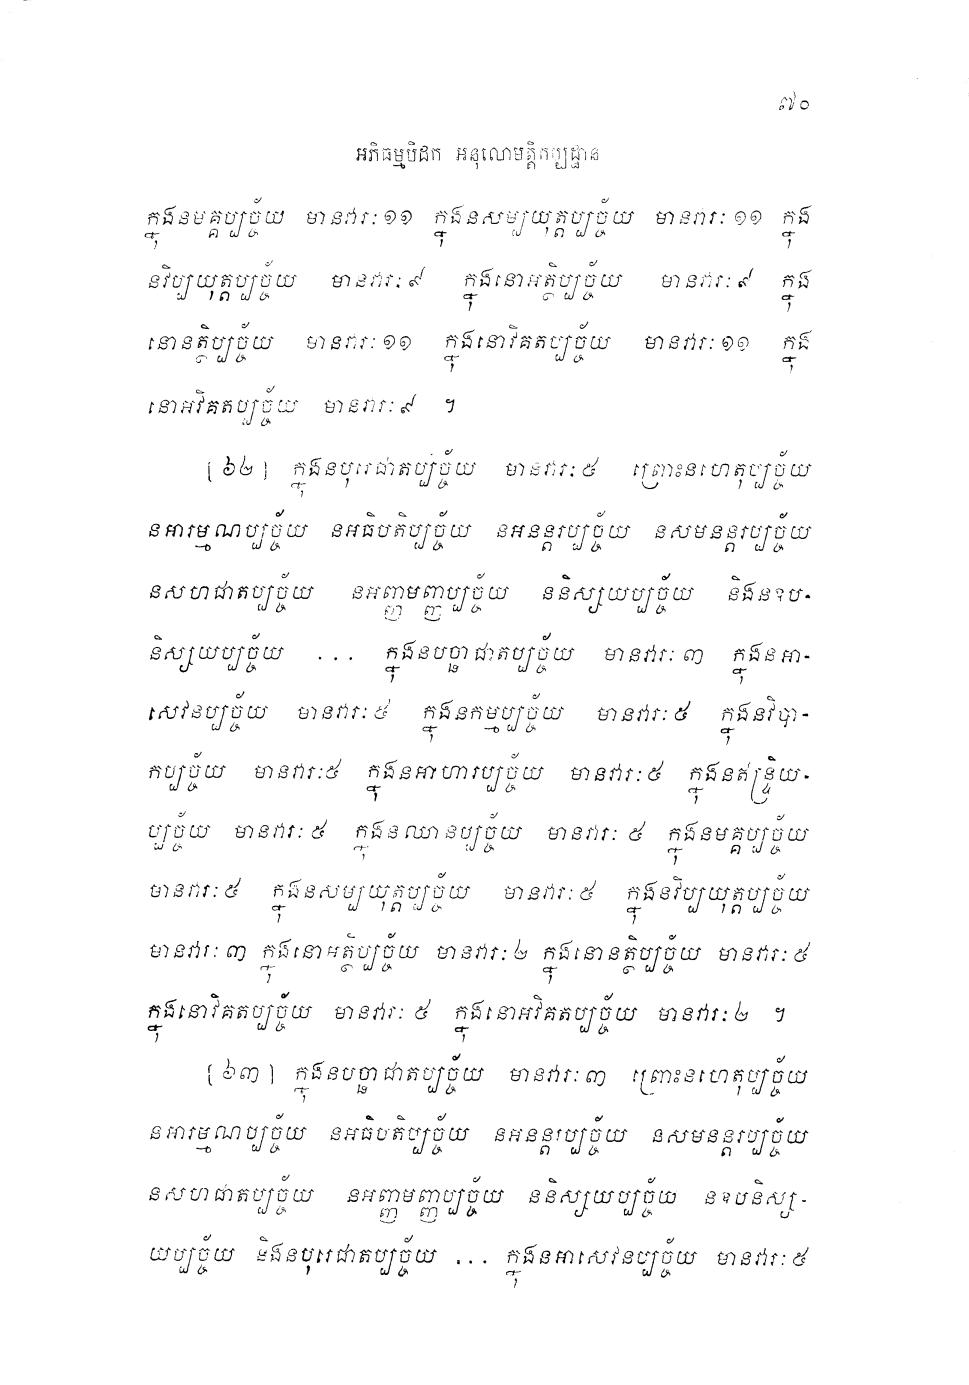 ៧០
អភិធម្មបិដក អនុលោមត្តិកប្បដ្ឋាន
ក្នុងនមគ្គប្បច្ច័យ មានវារៈ ១១ ក្នុងនសម្បយុត្តប្បច្ច័យ មានវារៈ ១១ ក្នុង
នវិប្បយុត្តប្បច្ច័យ មានវារៈ ៩ ក្នុងនោអត្ថិប្បច្ច័យ មានវារៈ ៩ ក្នុង
នោនត្ថិប្បច្ច័យ មានវារៈ ១១ ក្នុងនោវិគតប្បច្ច័យ មានវារៈ ១១ ក្នុង
នោអវិគតប្បច្ច័យ មានវារៈ ៩ ។
[៦២] ក្នុងនបុរេជាតប្បច្ច័យ មានវារៈ ៥ ព្រោះនហេតុប្បច្ច័យ
នអារម្មណប្បច្ច័យ នអធិបតិប្បច្ច័យ នអនន្តរប្បច្ច័យ នសមនន្តរប្បច្ច័យ
នសហជាតប្បច្ច័យ នអញ្ញាមញ្ញប្បច្ច័យ ននិស្សយប្បច្ច័យ និងនឧប-
និស្សយប្បច្ច័យ ... ក្នុងនបច្ឆាជាតប្បច្ច័យ មានវារៈ ៣ ក្នុងនអា-
សេវនប្បច្ច័យ មានវារៈ ៥ ក្នុងនកម្មប្បច្ច័យ មានវារៈ ៥ ក្នុងនវិបា-
កប្បច្ច័យ មានវារៈ ៥ ក្នុងនអាហារប្បច្ច័យ មានវារៈ ៥ ក្នុងនឥន្ទ្រិយ-
ប្បច្ច័យ មានវារៈ ៥ ក្នុងនឈានប្បច្ច័យ មានវារៈ ៥ ក្នុងនមគ្គប្បច្ច័យ
មានវារៈ ៥ ក្នុងនសម្បយុត្តប្បច្ច័យ មានវារៈ ៥ ក្នុងនវិប្បយុត្តប្បច្ច័យ
មានវារៈ ៣ ក្នុងនោអត្ថិប្បច្ច័យ មានវារៈ ២ ក្នុងនោនត្ថិប្បច្ច័យ មានវារៈ ៥
ក្នុងនោវិគតប្បច្ច័យ មានវារៈ ៥ ក្នុងនោអវិគតប្បច្ច័យ មានវារៈ ២ ។
[៦៣] ក្នុងនបច្ឆាជាតប្បច្ច័យ មានវារៈ ៣ ព្រោះនហេតុប្បច្ច័យ
នអារម្មណប្បច្ច័យ នអធិបតិប្បច្ច័យ នអនន្តរប្បច្ច័យ នសមនន្តរប្បច្ច័យ
នសហជាតប្បច្ច័យ នអញ្ញាមញ្ញប្បច្ច័យ ននិស្សយប្បច្ច័យ នឧបនិស្ស-
យប្បច្ច័យ និងនបុរេជាតប្បច្ច័យ ... ក្នុងនអាសេវនប្បច្ច័យ មានវារៈ ៥